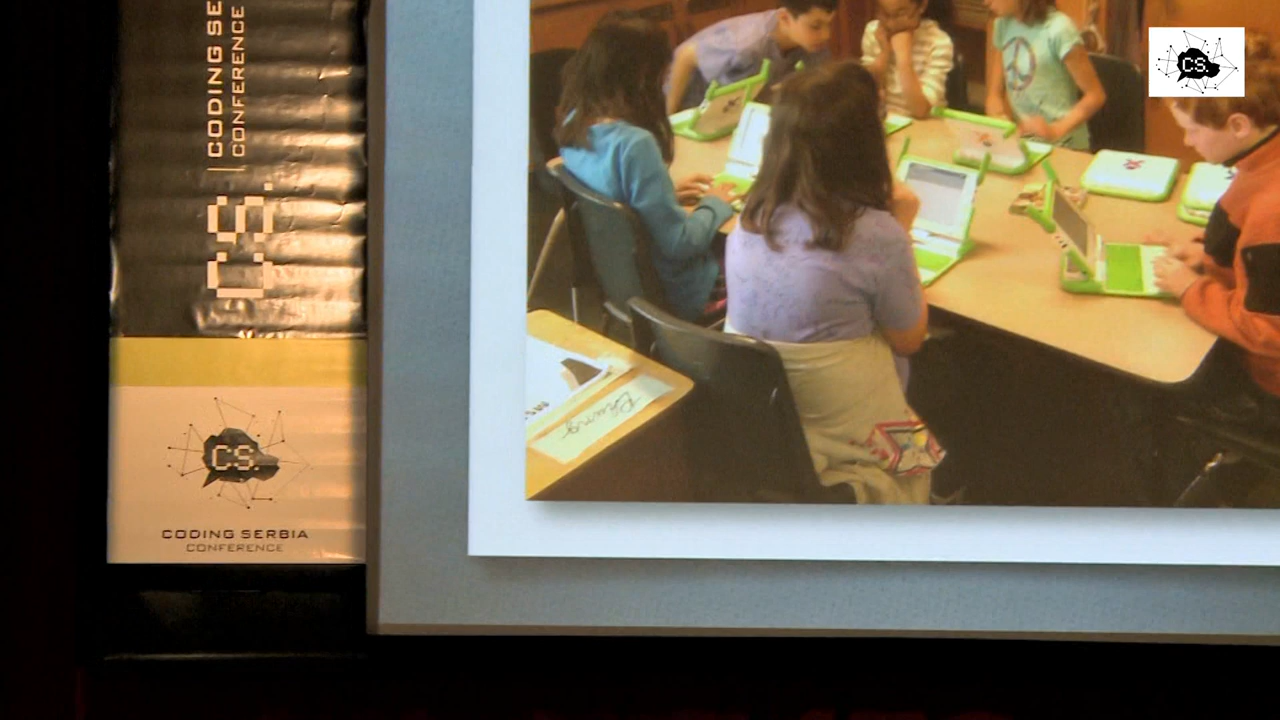 CS.
CODING SE
CONFERENCE
CS.
CS.
CODING SERBIA
CONFERENCE